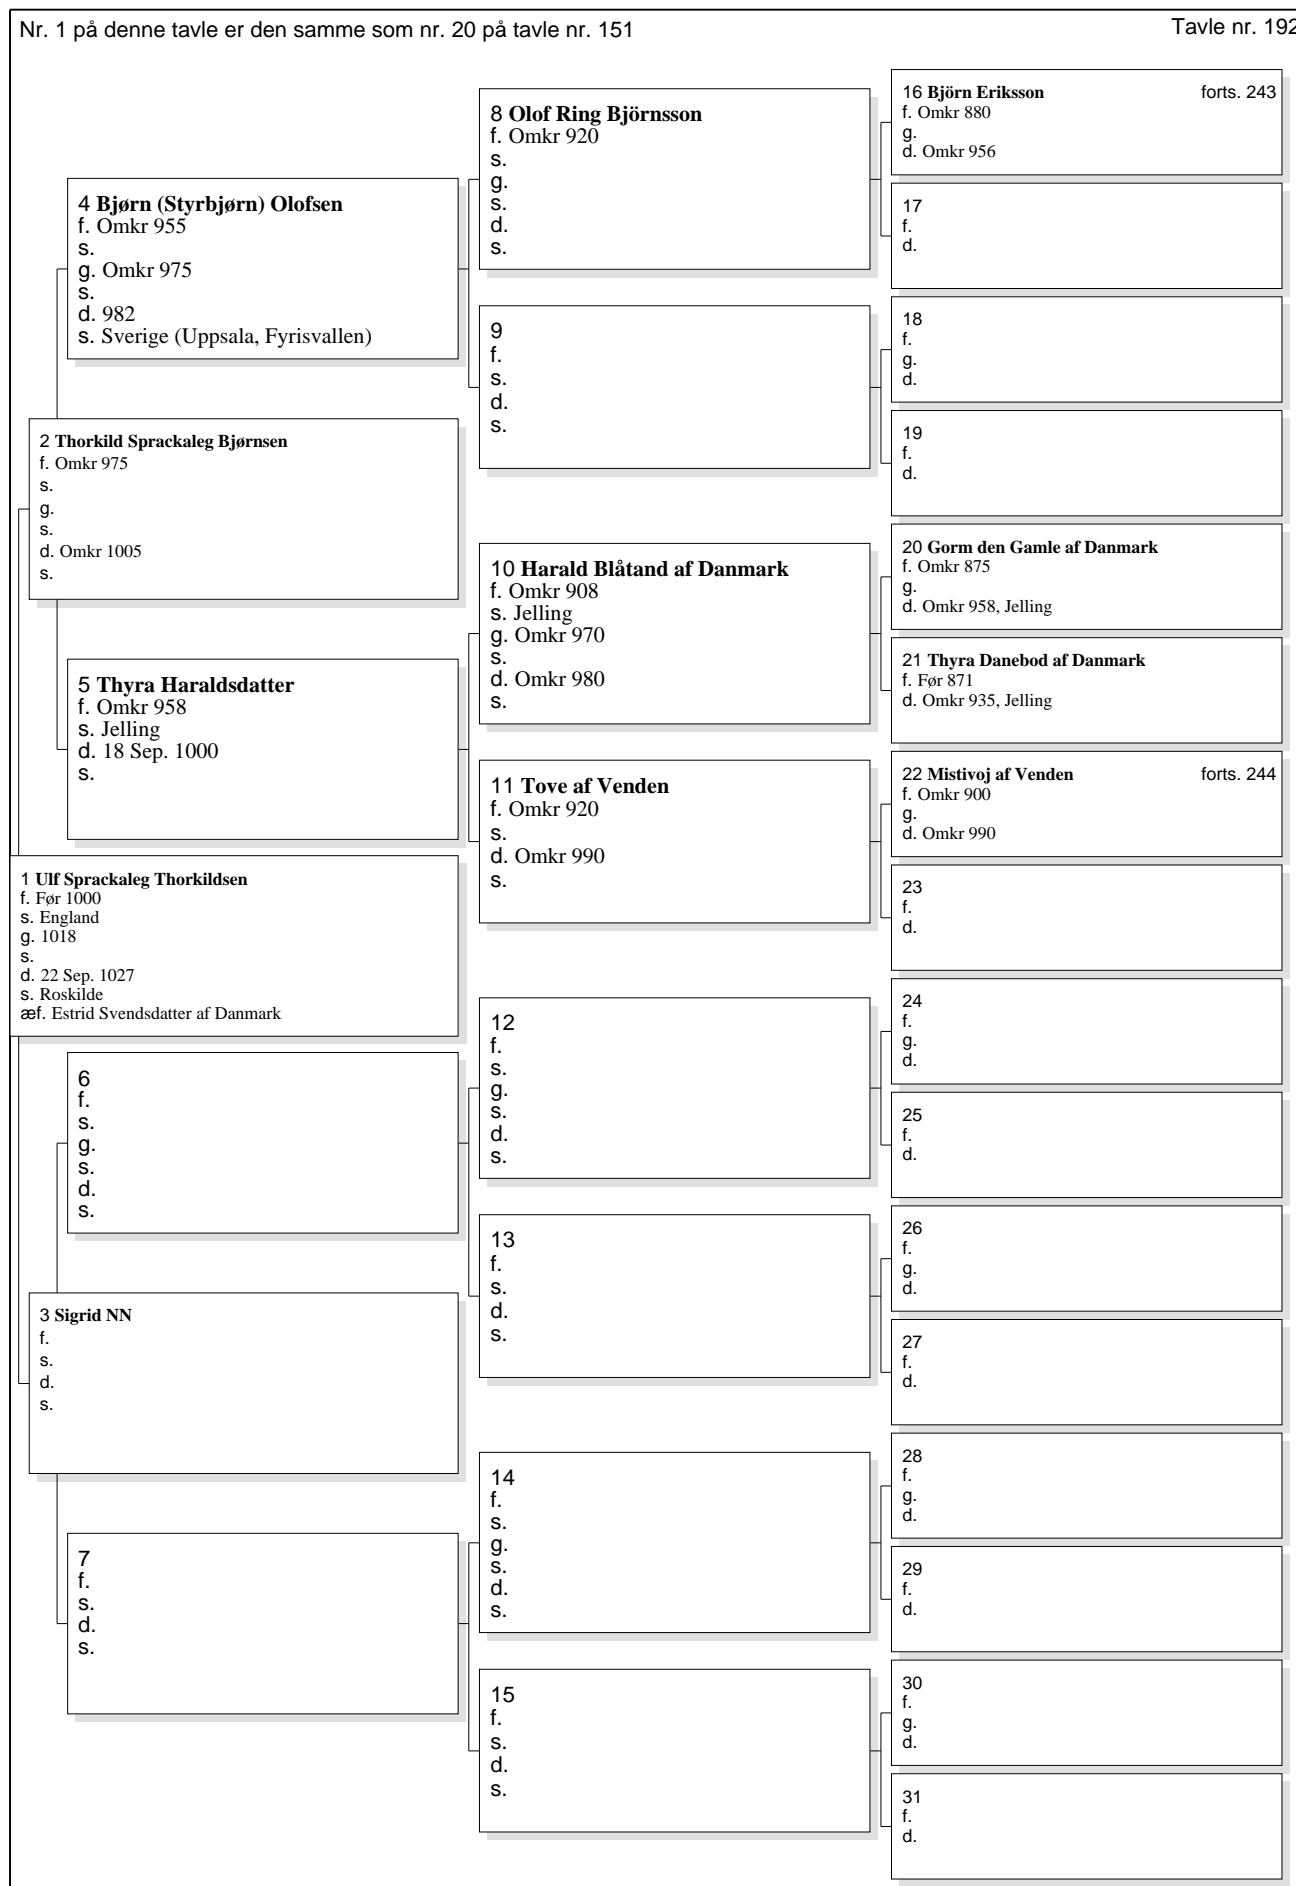 Nr. 1 på denne tavle er den samme som nr. 20 på tavle nr. 151
Tavle nr. 192
16 Björn Eriksson forts. 243
f. Omkr 880
g.
d. Omkr 956
8 Olof Ring Björnsson
f. Omkr 920
s.
g.
s.
d.
s.
17
f.
d.
4 Bjørn (Styrbjørn) Olofsen
f. Omkr 955
s.
g. Omkr 975
s.
d. 982
s. Sverige (Uppsala, Fyrisvallen)
18
f.
g.
d.
9
f.
s.
d.
s.
19
f.
d.
2 Thorkild Sprackaleg Bjørnsen
f. Omkr 975
s.
g.
s.
d. Omkr 1005
s.
20 Gorm den Gamle af Danmark
f. Omkr 875
g.
d. Omkr 958, Jelling
10 Harald Blåtand af Danmark
f. Omkr 908
s. Jelling
g. Omkr 970
s.
d. Omkr 980
s.
21 Thyra Danebod af Danmark
f. Før 871
d. Omkr 935, Jelling
5 Thyra Haraldsdatter
f. Omkr 958
s. Jelling
d. 18 Sep. 1000
s.
22 Mistivoj af Venden forts. 244
f. Omkr 900
g.
d. Omkr 990
11 Tove af Venden
f. Omkr 920
s.
d. Omkr 990
s.
23
f.
d.
1 Ulf Sprackaleg Thorkildsen
f. Før 1000
s. England
g. 1018
s.
d. 22 Sep. 1027
s. Roskilde
æf. Estrid Svendsdatter af Danmark
24
f.
g.
d.
12
f.
s.
g.
s.
d.
s.
25
f.
d.
6
f.
s.
g.
s.
d.
s.
26
f.
g.
d.
13
f.
s.
d.
s.
27
f.
d.
3 Sigrid NN
f.
s.
d.
s.
28
f.
g.
d.
14
f.
s.
g.
s.
d.
s.
29
f.
d.
7
f.
s.
d.
s.
30
f.
g.
d.
15
f.
s.
d.
s.
31
f.
d.